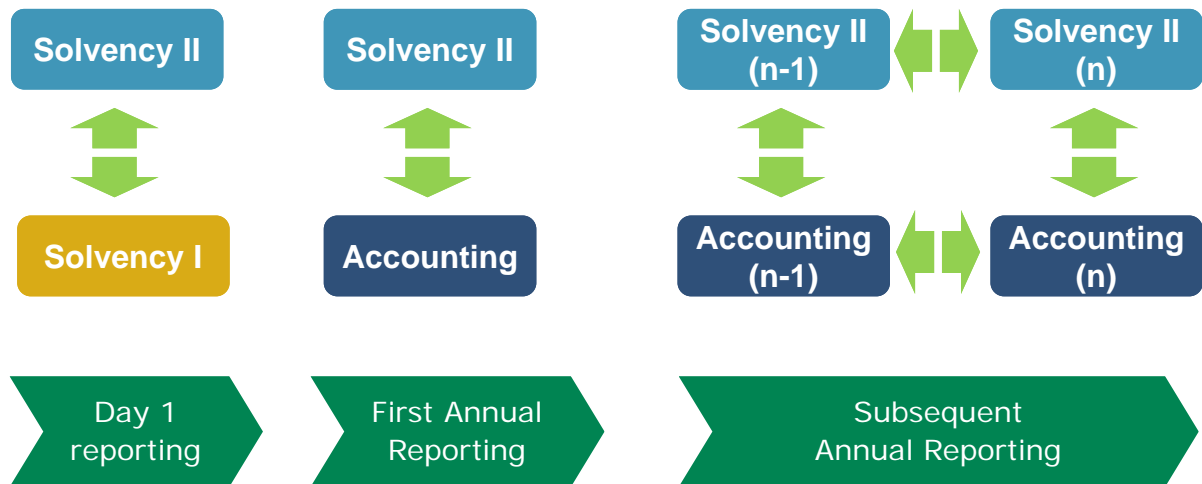 Solvency II
Solvency I
Solvency II
Accounting
Solvency II
(n-1)
Solvency II
(n)
Accounting
(n-1)
Accounting
(n)
Day 1
reporting
First Annual
Reporting
Subsequent
Annual Reporting